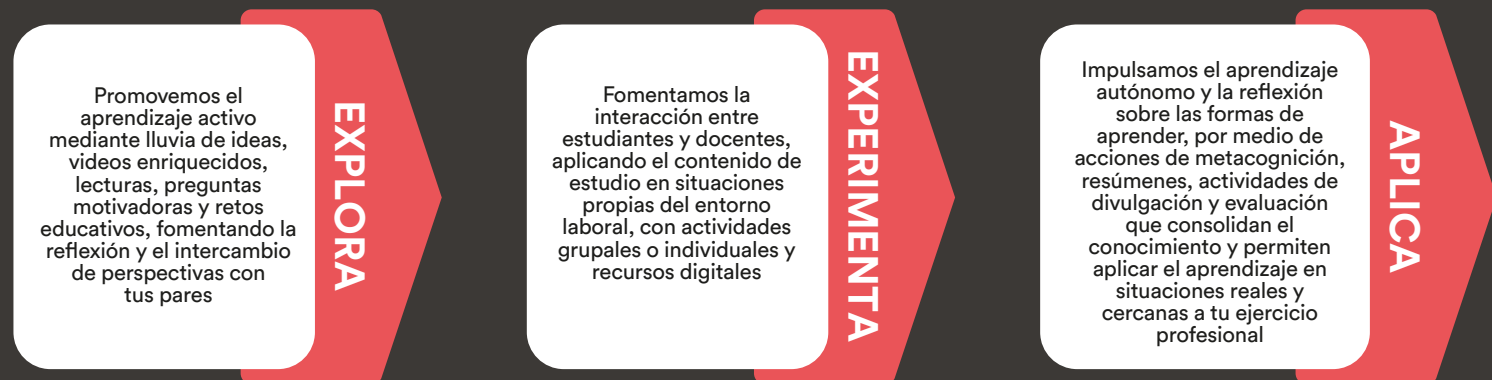 Promovemos el
aprendizaje activo
mediante lluvia de ideas,
videos enriquecidos,
lecturas, preguntas
motivadoras y retos
educativos, fomentando la
reflexión y el intercambio
de perspectivas con
tus pares
EXPLORA
Fomentamos la
interacción entre
estudiantes y docentes,
aplicando el contenido de
estudio en situaciones
propias del entorno
laboral, con actividades
grupales o individuales y
recursos digitales
EXPERIMENTA
Impulsamos el aprendizaje
autónomo y la reflexión
sobre las formas de
aprender, por medio de
acciones de metacognición,
resúmenes, actividades de
divulgación y evaluación
que consolidan el
conocimiento y permiten
aplicar el aprendizaje en
situaciones reales y
cercanas a tu ejercicio
profesional
APLICA